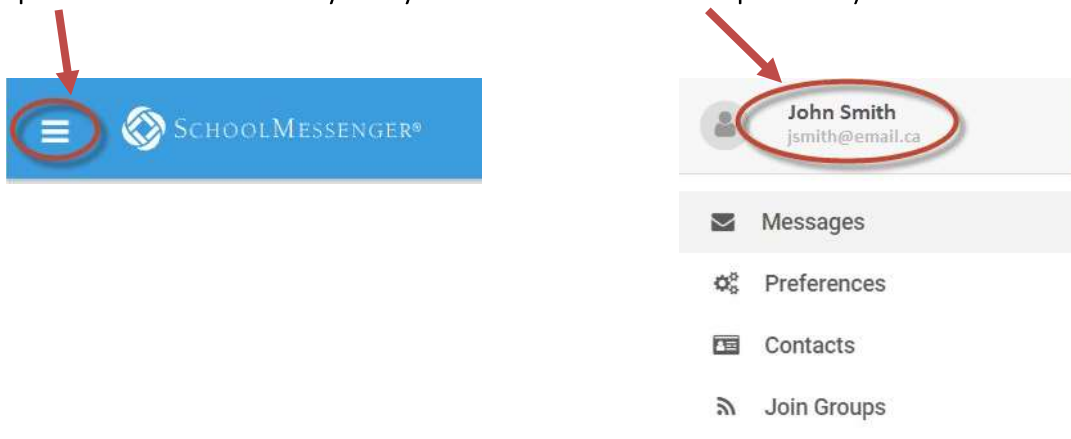 SCHOOLMESSENGER®
John Smith
jsmith@email.ca
Messages
Preferences
Contacts
Join Groups